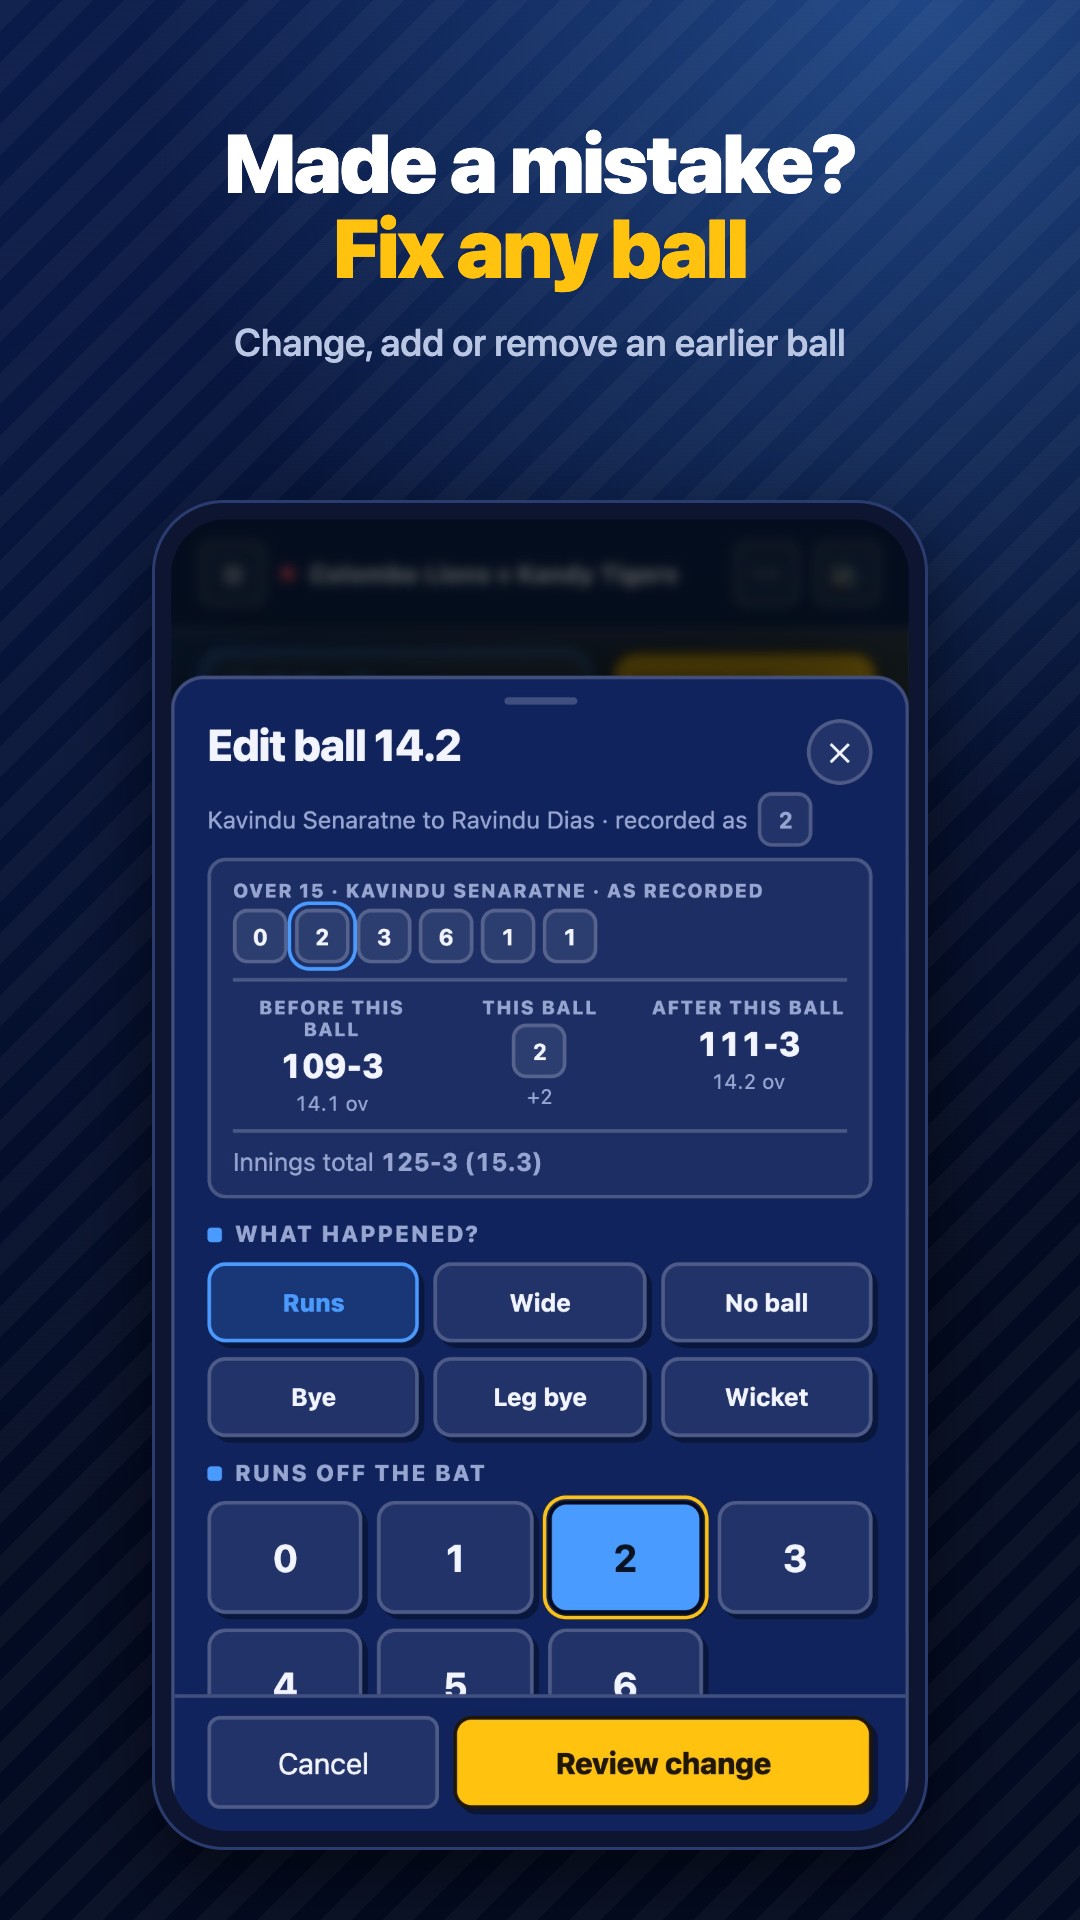 Made a mistake?
Fix any ball
Change, add or remove an earlier ball
Colombo Lions v Kandy Tigers
Edit ball 14.2
Kavindu Senaratne to Ravindu Dias · recorded as 2
OVER 15 · KAVINDU SENARATNE · AS RECORDED
0 2 3 6 1 1
BEFORE THIS BALL
109-3
14.1 ov
THIS BALL
2
+2
AFTER THIS BALL
111-3
14.2 ov
Innings total 125-3 (15.3)
WHAT HAPPENED?
Runs Wide No ball
Bye Leg bye Wicket
RUNS OFF THE BAT
0 1 2 3
4 5 6
Cancel Review change